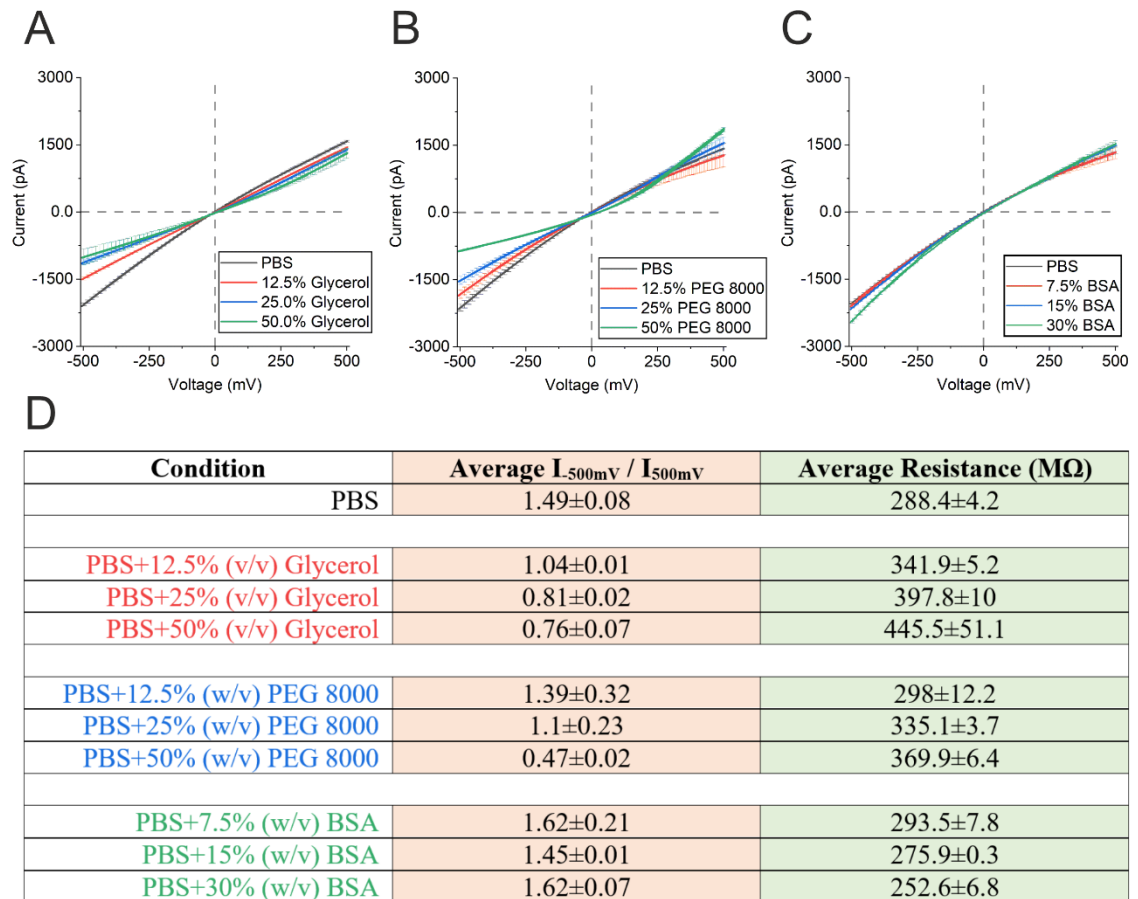 A
3000
1500
0.0
-1500
-3000
Current (pA)
-500
-250
0
250
500
Voltage (mV)
PBS
12.5% Glycerol
25.0% Glycerol
50.0% Glycerol
B
3000
1500
0.0
-1500
-3000
Current (pA)
-500
-250
0
250
500
Voltage (mV)
PBS
12.5% PEG 8000
25% PEG 8000
50% PEG 8000
C
3000
1500
0.0
-1500
-3000
Current (pA)
-500
-250
0
250
500
Voltage (mV)
PBS
7.5% BSA
15% BSA
30% BSA
D
Condition Average I-500mV / I500mV Average Resistance (MΩ)
PBS 1.49±0.08 288.4±4.2
PBS+12.5% (v/v) Glycerol 1.04±0.01 341.9±5.2
PBS+25% (v/v) Glycerol 0.81±0.02 397.8±10
PBS+50% (v/v) Glycerol 0.76±0.07 445.5±51.1
PBS+12.5% (w/v) PEG 8000 1.39±0.32 298±12.2
PBS+25% (w/v) PEG 8000 1.1±0.23 335.1±3.7
PBS+50% (w/v) PEG 8000 0.47±0.02 369.9±6.4
PBS+7.5% (w/v) BSA 1.62±0.21 293.5±7.8
PBS+15% (w/v) BSA 1.45±0.01 275.9±0.3
PBS+30% (w/v) BSA 1.62±0.07 252.6±6.8